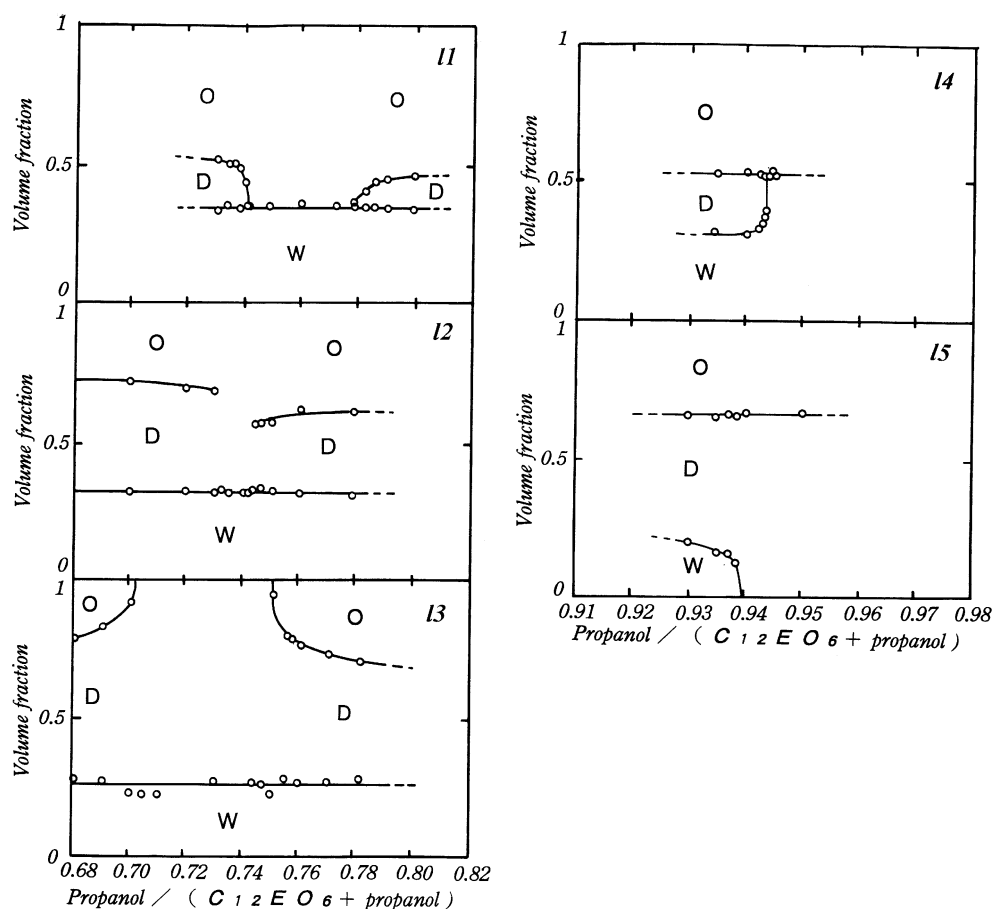 1
l1
O
O
Volume fraction
0.5
D
D
W
0
1
l2
O
O
Volume fraction
D
D
0.5
W
0
1
O
l3
O
Volume fraction
D
D
0.5
W
0
0.68 0.70 0.72 0.74 0.76 0.78 0.80 0.82
Propanol / ( C 1 2 E O 6 + propanol )
1
l4
O
Volume fraction
0.5
D
W
0
1
l5
O
Volume fraction
0.5
D
W
0
0.91 0.92 0.93 0.94 0.95 0.96 0.97 0.98
Propanol / ( C 1 2 E O 6 + propanol )